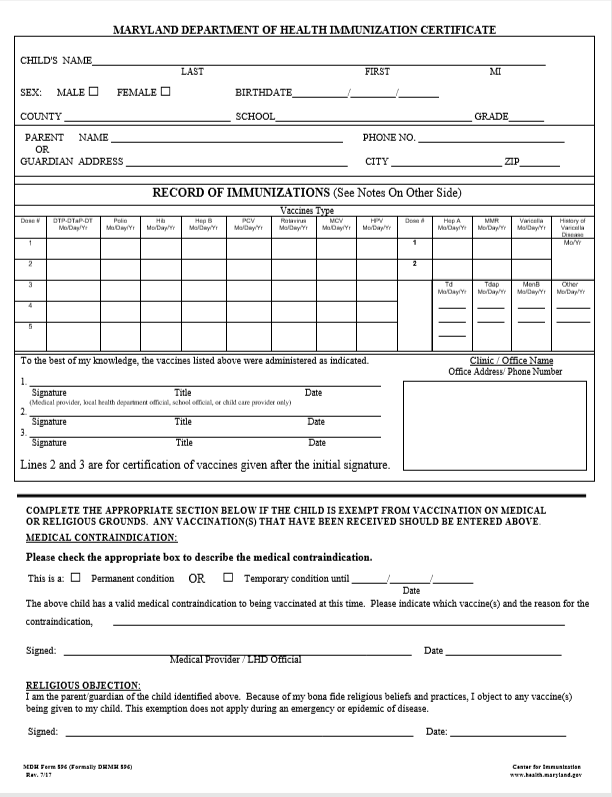 MARYLAND DEPARTMENT OF HEALTH IMMUNIZATION CERTIFICATE
CHILD'S NAME
LAST FIRST MI
SEX: MALE ☐ FEMALE ☐ BIRTHDATE / /
COUNTY SCHOOL GRADE
PARENT NAME PHONE NO.
OR
GUARDIAN ADDRESS CITY ZIP
RECORD OF IMMUNIZATIONS (See Notes On Other Side)
Vaccines Type
Dose # DTP-DTaP-DT Mo/Day/Yr Polio Mo/Day/Yr Hib Mo/Day/Yr Hep B Mo/Day/Yr PCV Mo/Day/Yr Rotavirus Mo/Day/Yr MCV Mo/Day/Yr HPV Mo/Day/Yr Dose # Hep A Mo/Day/Yr MMR Mo/Day/Yr Varicella Mo/Day/Yr History of Varicella Disease
1 1 Mo/Yr
2 2
3 Td Mo/Day/Yr Tdap Mo/Day/Yr MenB Mo/Day/Yr Other Mo/Day/Yr
4
5
To the best of my knowledge, the vaccines listed above were administered as indicated. Clinic / Office Name
Office Address/ Phone Number
1.
Signature Title Date
(Medical provider, local health department official, school official, or child care provider only)
2.
Signature Title Date
3.
Signature Title Date
Lines 2 and 3 are for certification of vaccines given after the initial signature.
COMPLETE THE APPROPRIATE SECTION BELOW IF THE CHILD IS EXEMPT FROM VACCINATION ON MEDICAL
OR RELIGIOUS GROUNDS. ANY VACCINATION(S) THAT HAVE BEEN RECEIVED SHOULD BE ENTERED ABOVE.
MEDICAL CONTRAINDICATION:
Please check the appropriate box to describe the medical contraindication.
This is a: ☐ Permanent condition OR ☐ Temporary condition until / /
Date
The above child has a valid medical contraindication to being vaccinated at this time. Please indicate which vaccine(s) and the reason for the
contraindication,
Signed: Date
Medical Provider / LHD Official
RELIGIOUS OBJECTION:
I am the parent/guardian of the child identified above. Because of my bona fide religious beliefs and practices, I object to any vaccine(s)
being given to my child. This exemption does not apply during an emergency or epidemic of disease.
Signed: Date:
MDH Form 896 (Formally DHMH 896) Center for Immunization
Rev. 7/17 www.health.maryland.gov